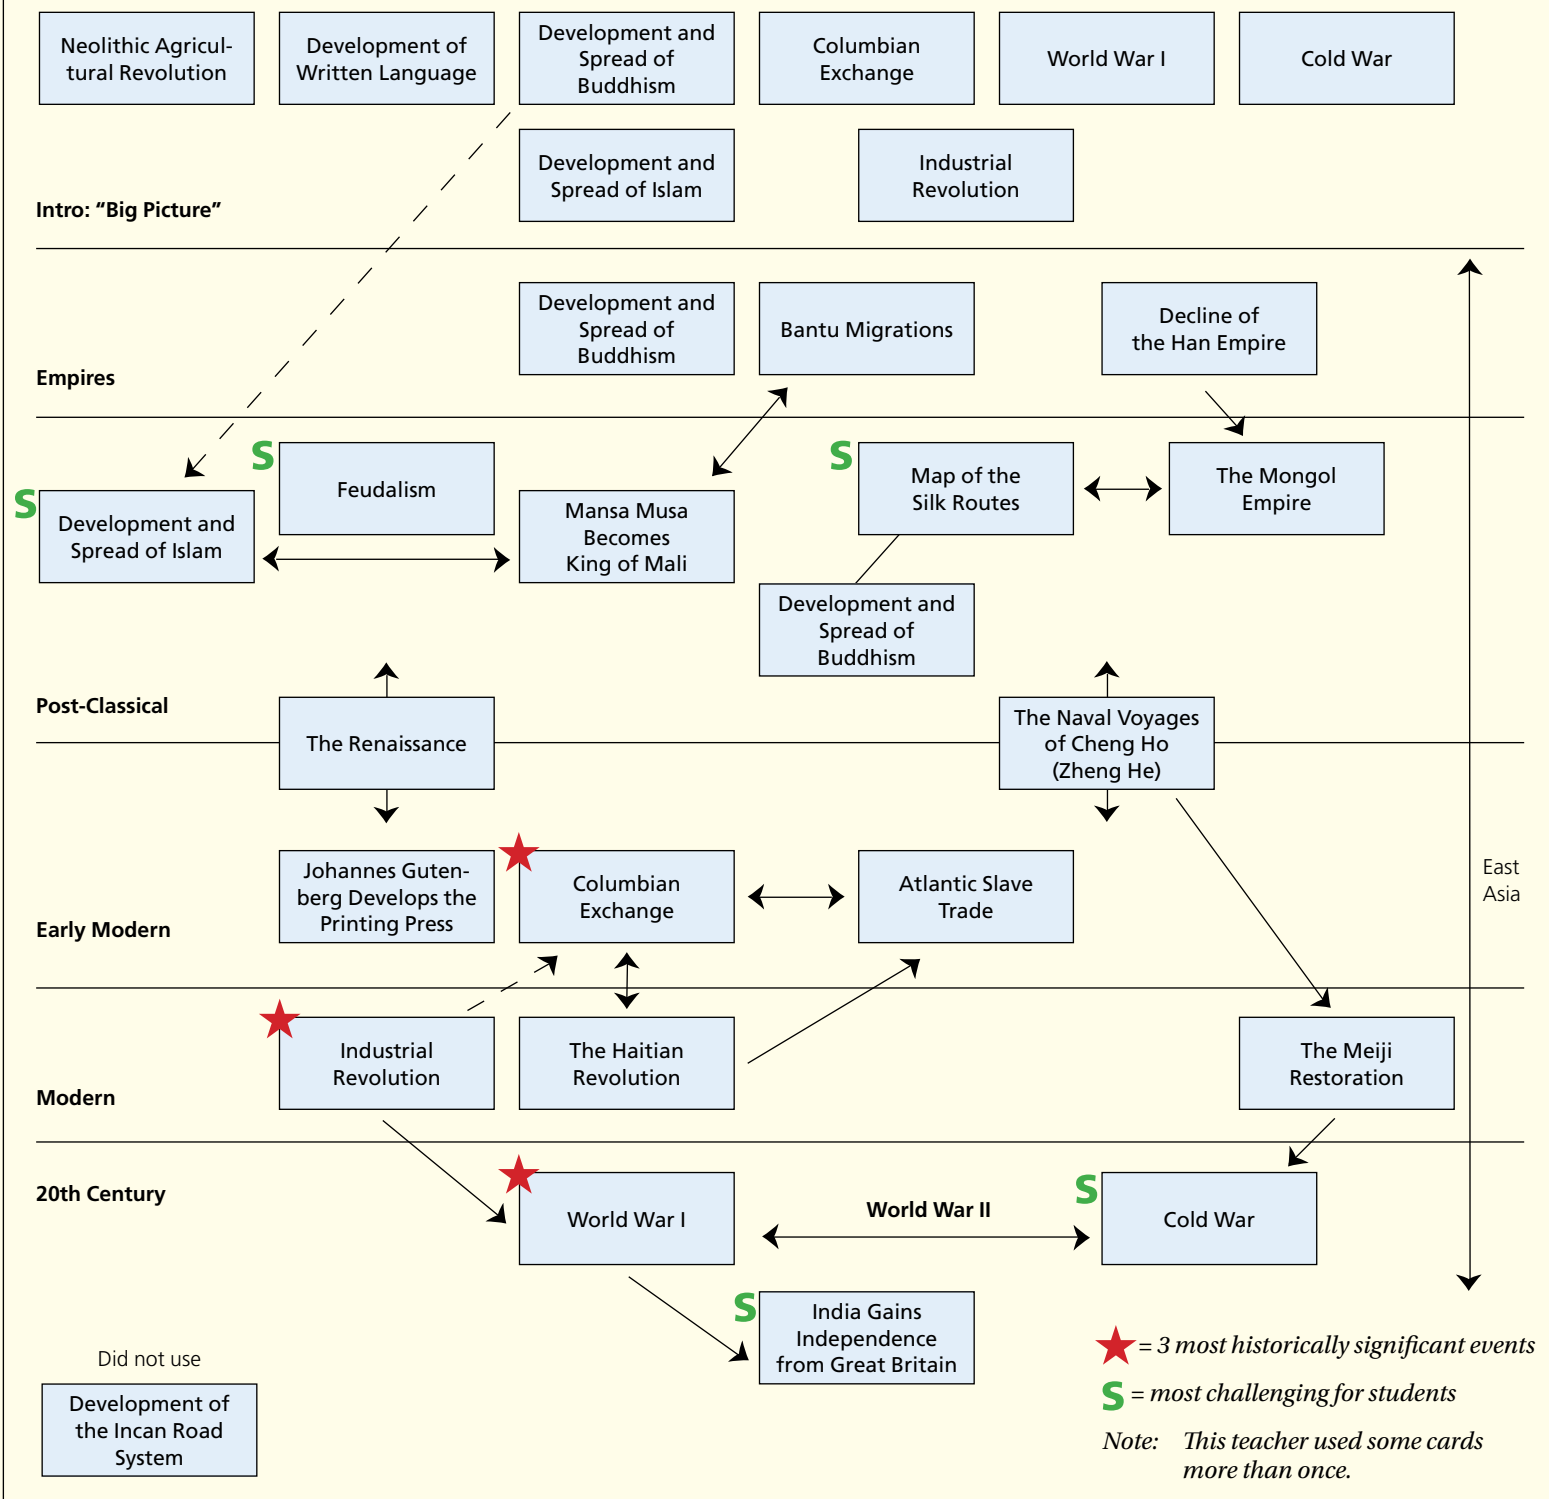 Neolithic Agricul-
tural Revolution
Development of
Written Language
Development and
Spread of
Buddhism
Columbian
Exchange
World War I
Cold War
Development and
Spread of Islam
Industrial
Revolution
Intro: “Big Picture”
Development and
Spread of
Buddhism
Bantu Migrations
Decline of
the Han Empire
Empires
S
Development and
Spread of Islam
S
Feudalism
Mansa Musa
Becomes
King of Mali
S
Map of the
Silk Routes
The Mongol
Empire
Development and
Spread of
Buddhism
Post-Classical
The Renaissance
The Naval Voyages
of Cheng Ho
(Zheng He)
Johannes Guten-
berg Develops the
Printing Press
Columbian
Exchange
Atlantic Slave
Trade
East
Asia
Early Modern
Industrial
Revolution
The Haitian
Revolution
The Meiji
Restoration
Modern
20th Century
World War I
World War II
S
Cold War
S
India Gains
Independence
from Great Britain
Did not use
Development of
the Incan Road
System
= 3 most historically significant events
S = most challenging for students
Note: This teacher used some cards
more than once.